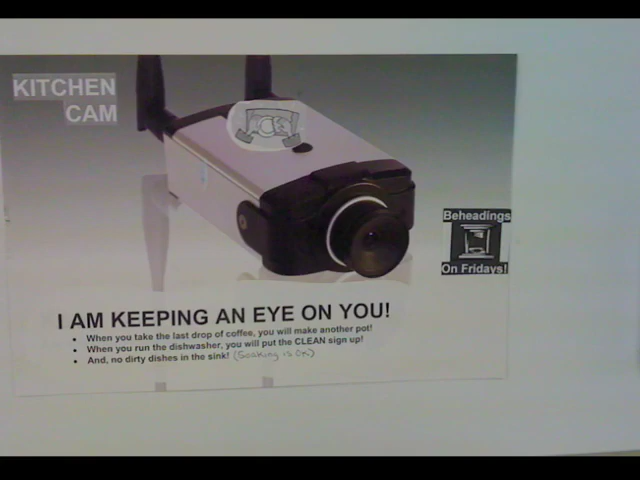 KITCHEN
CAM
Beheadings
On Fridays!
I AM KEEPING AN EYE ON YOU!
• When you take the last drop of coffee, you will make another pot!
• When you run the dishwasher, you will put the CLEAN sign up!
• And, no dirty dishes in the sink! (Soaking is OK)